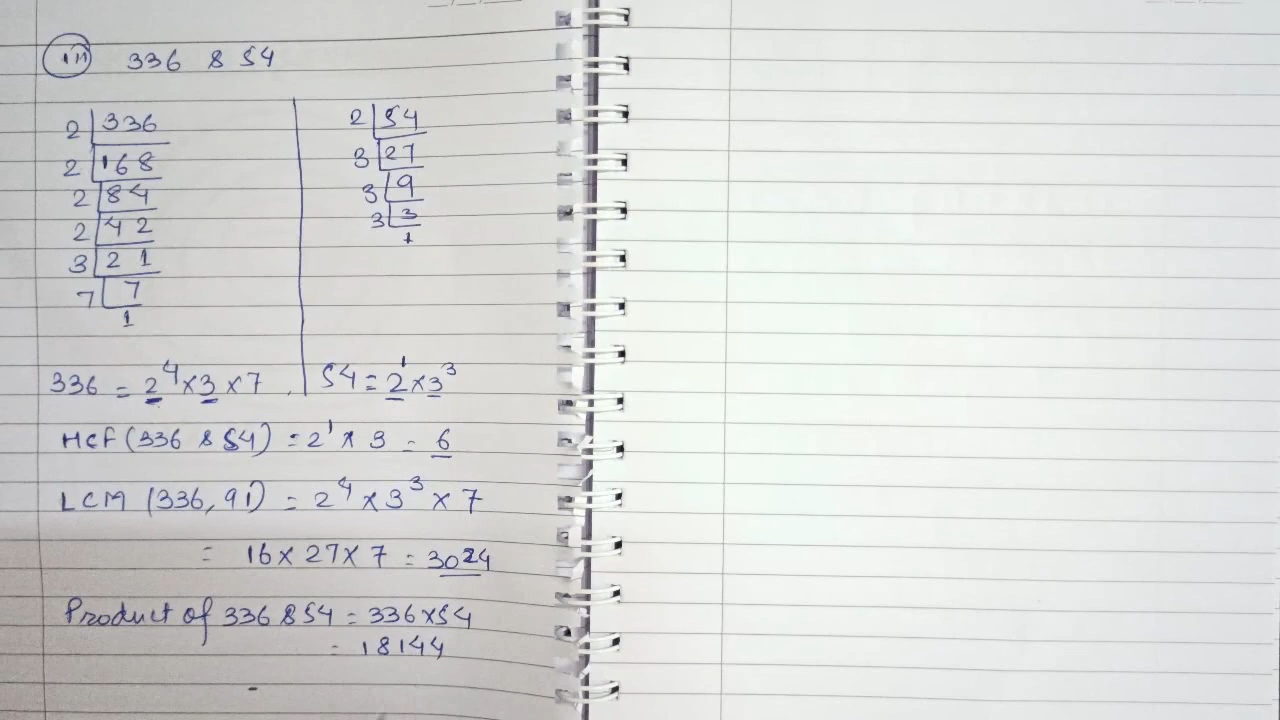 iii) 336 & 54
2 | 336
2 | 168
2 | 84
2 | 42
3 | 21
7 | 7
1
2 | 54
3 | 27
3 | 9
3 | 3
1
336 = 2⁴ × 3 × 7 .
54 = 2¹ × 3³
HCF (336 & 54) = 2¹ × 3 = 6
LCM (336, 91) = 2⁴ × 3³ × 7
= 16 × 27 × 7 = 3024
Product of 336 & 54 = 336 × 54
= 18144